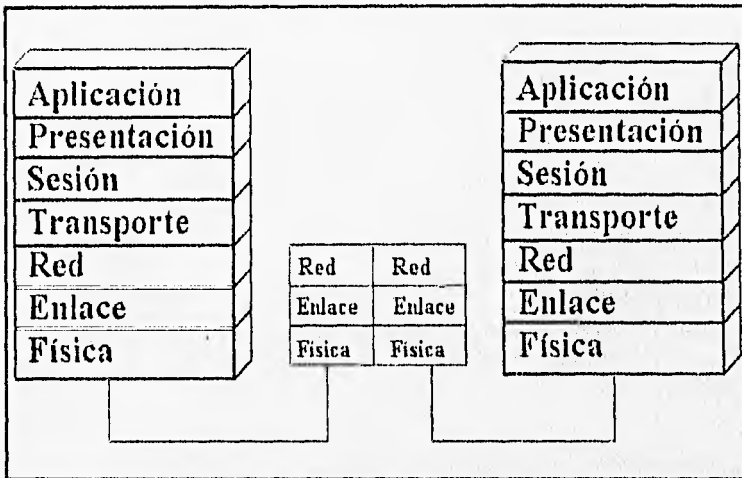 Aplicación
Presentación
Sesión
Transporte
Red
Enlace
Física
Red Red
Enlace Enlace
Física Física
Aplicación
Presentación
Sesión
Transporte
Red
Enlace
Física